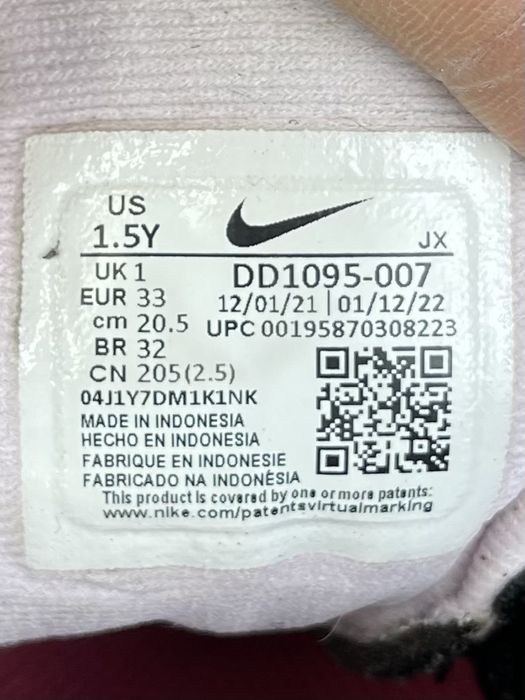 US
1.5Y
JX
UK 1
DD1095-007
EUR 33
12/01/21 | 01/12/22
cm 20.5
UPC 00195870308223
BR 32
CN 205(2.5)
04J1Y7DM1K1NK
MADE IN INDONESIA
HECHO EN INDONESIA
FABRIQUE EN INDONESIE
FABRICADO NA INDONÉSIA
This product is covered by one or more patents:
www.nike.com/patentsvirtualmarking